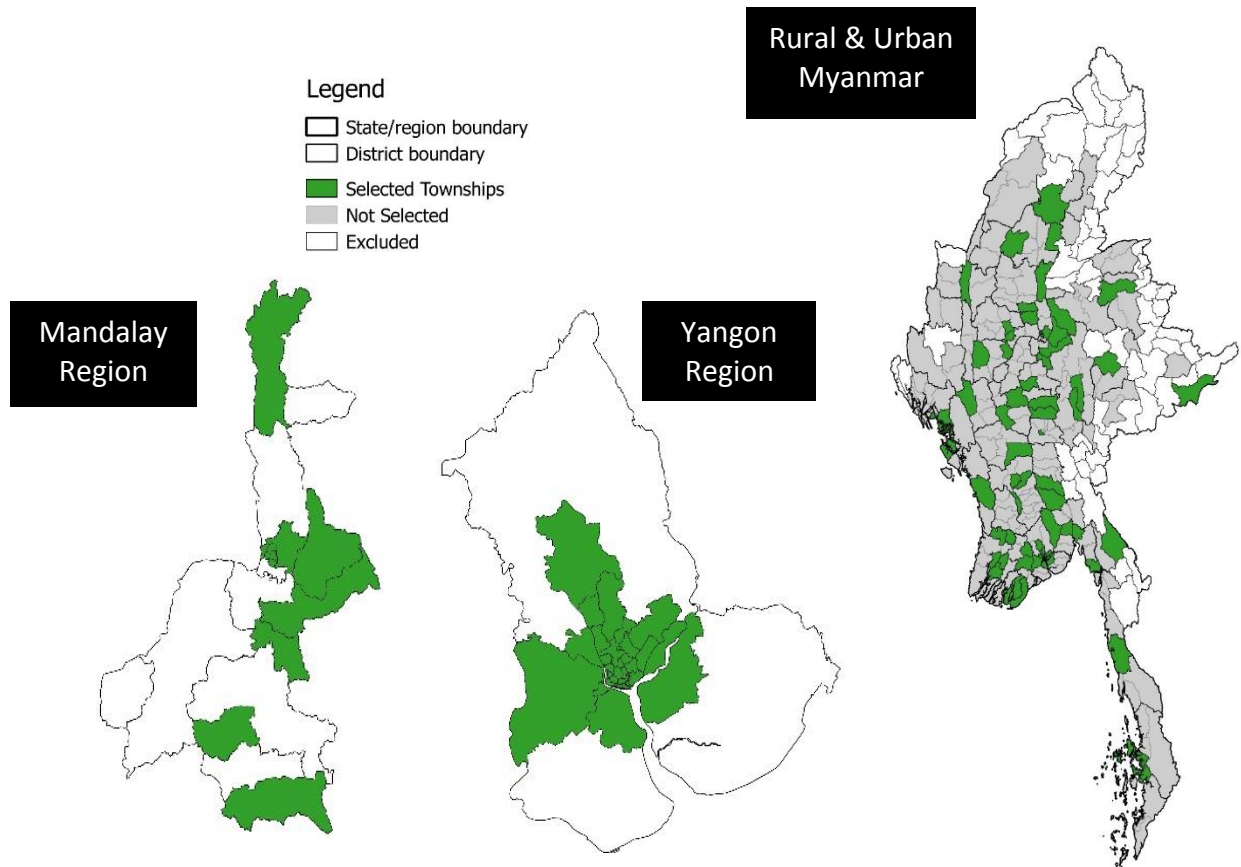 Rural & Urban
Myanmar
Legend
State/region boundary
District boundary
Selected Townships
Not Selected
Excluded
Mandalay
Region
Yangon
Region